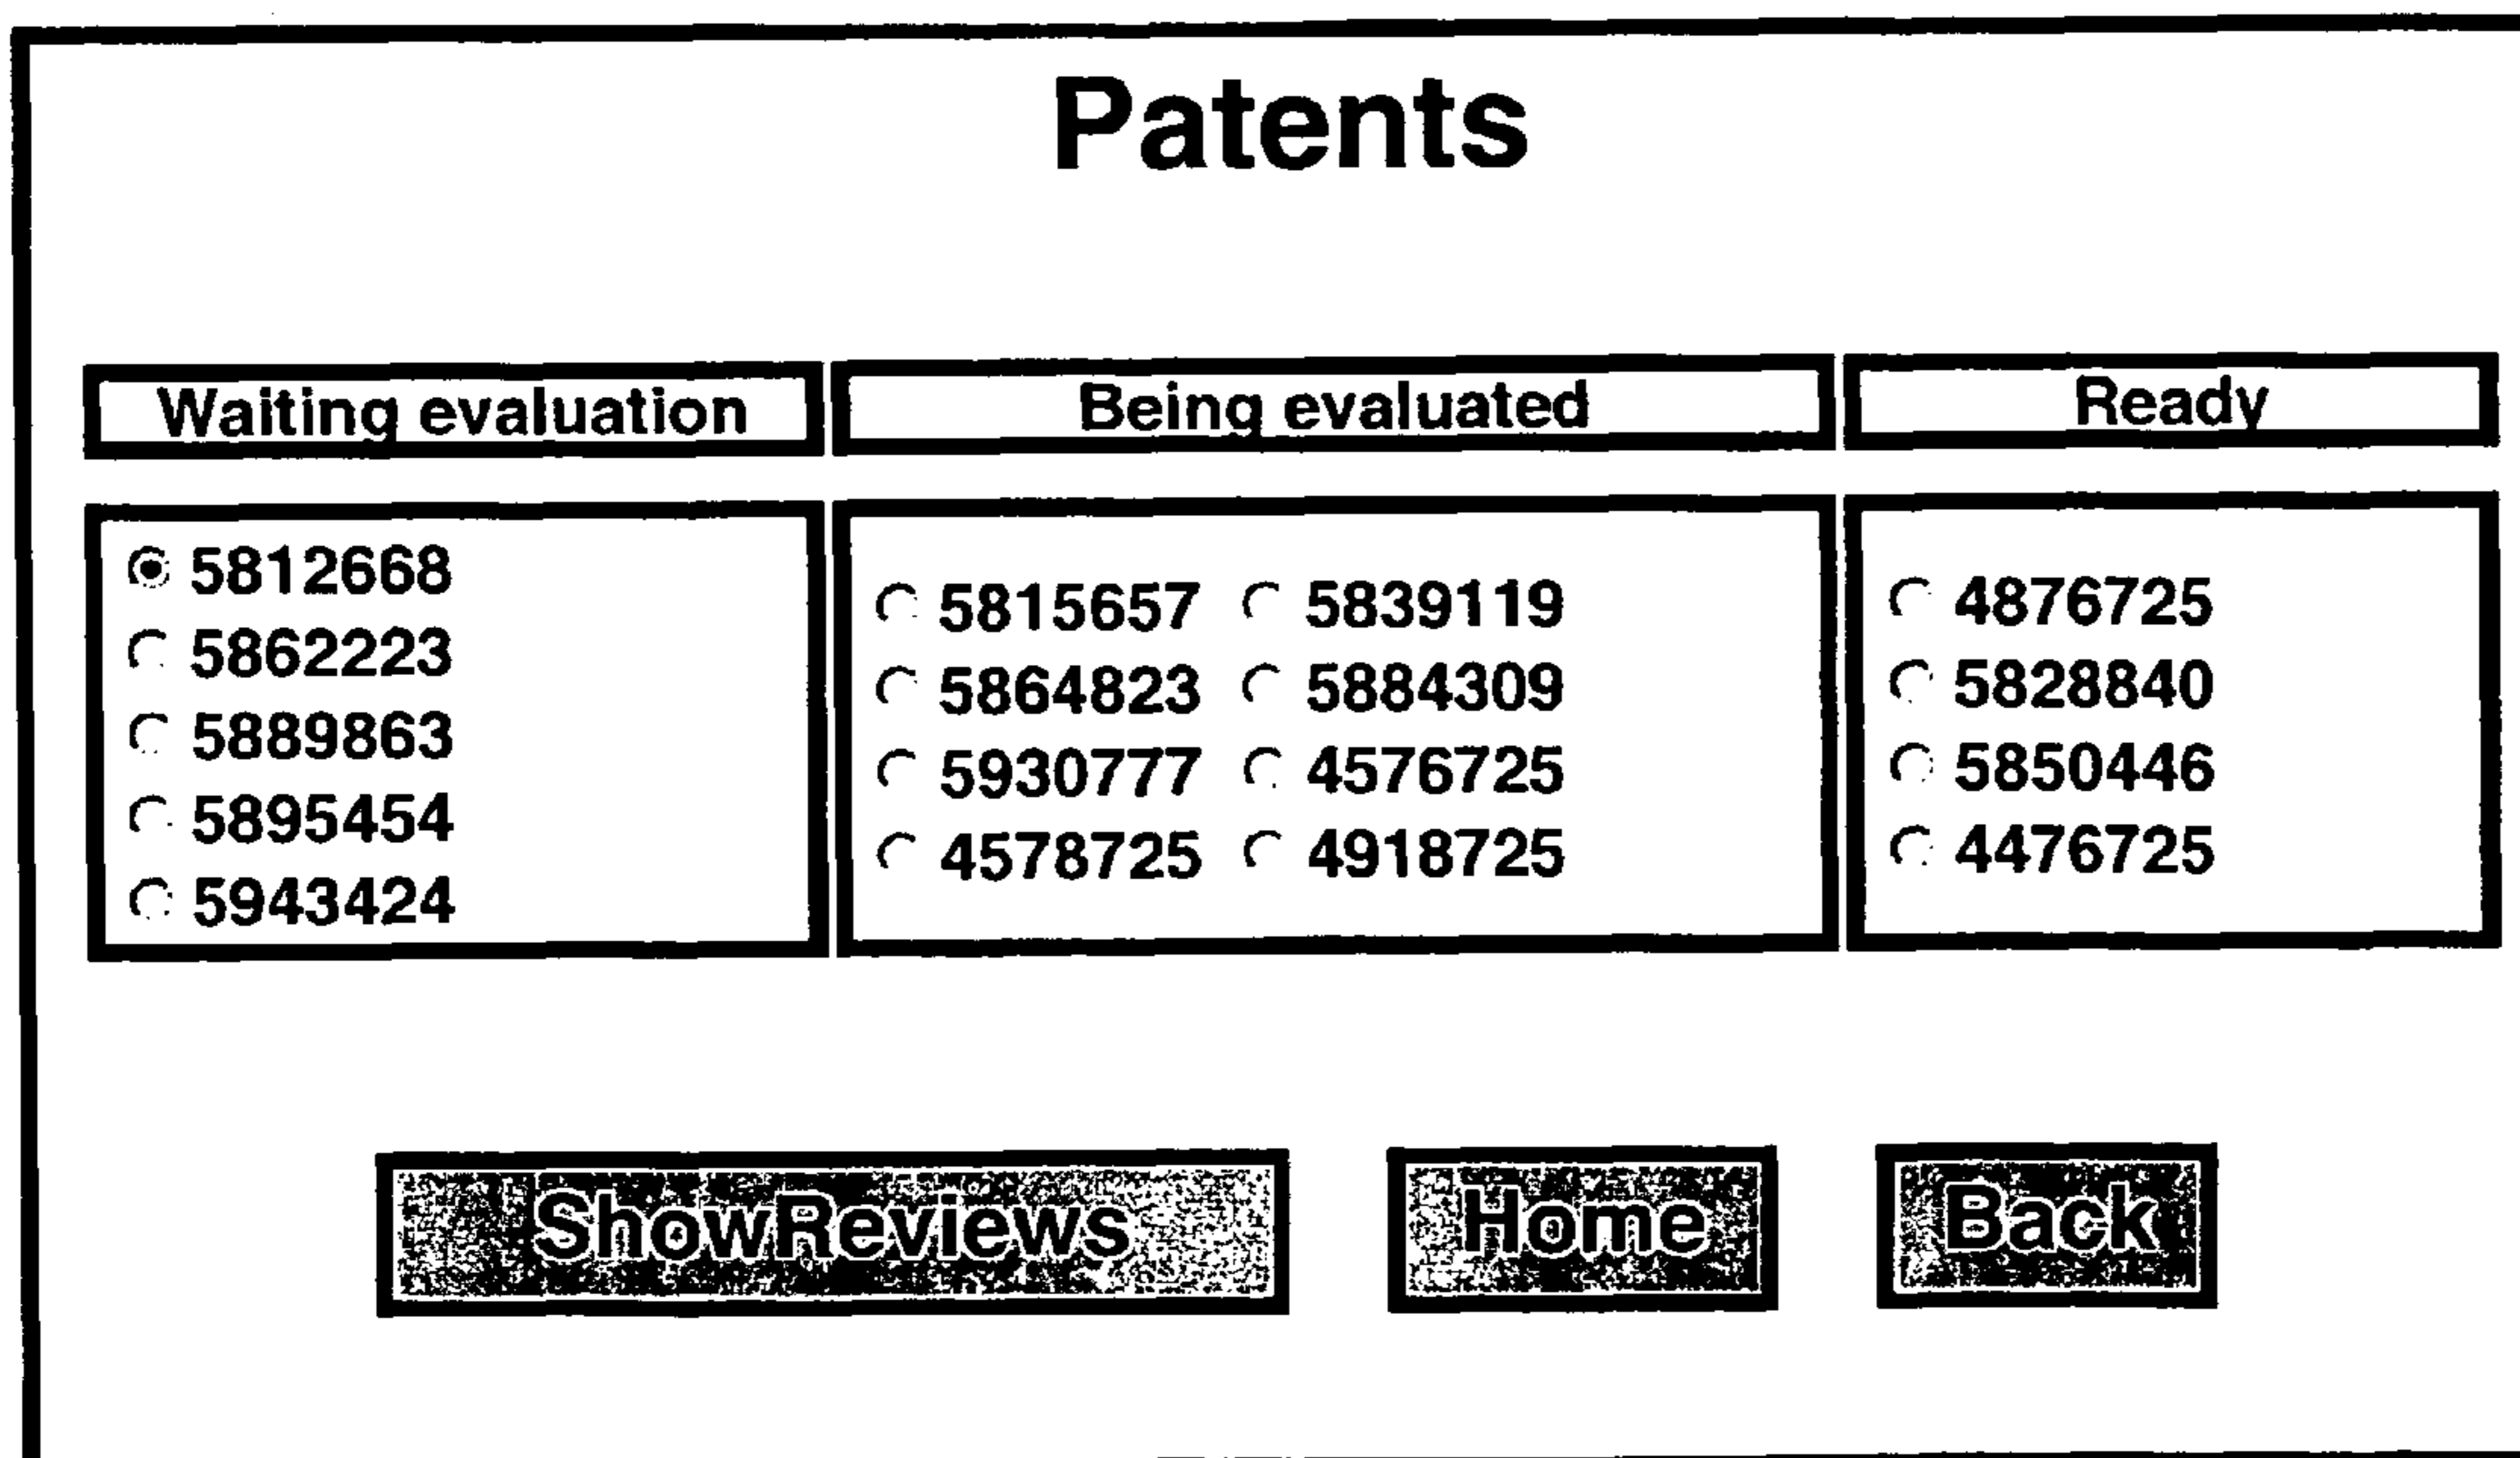 Patents
Waiting evaluation
Being evaluated
Ready
5812668
5862223
5889863
5895454
5943424
5815657 5839119
5864823 5884309
5930777 4576725
4578725 4918725
4876725
5828840
5850446
4476725
ShowReviews Home Back